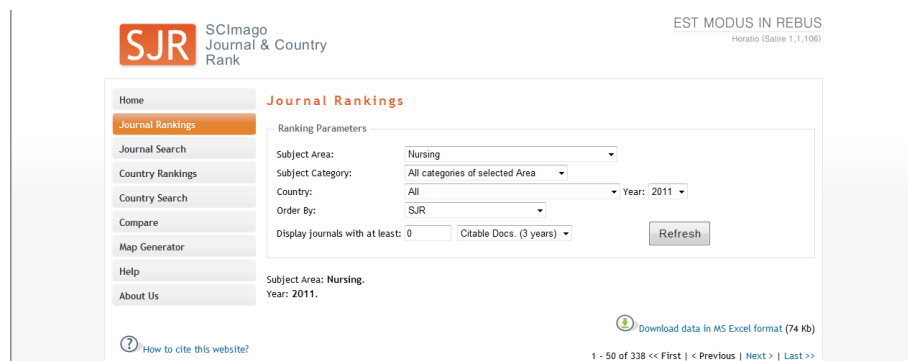 SJR
SCImago
Journal & Country
Rank
EST MODUS IN REBUS
Horatio (Satire 1,1,106)
Home
Journal Rankings
Journal Search
Country Rankings
Country Search
Compare
Map Generator
Help
About Us
? How to cite this website?
Journal Rankings
Ranking Parameters
Subject Area: Nursing
Subject Category: All categories of selected Area
Country: All Year: 2011
Order By: SJR
Display journals with at least: 0 Citable Docs. (3 years) Refresh
Subject Area: Nursing.
Year: 2011.
Download data in MS Excel format (74 Kb)
1 - 50 of 338 << First | < Previous | Next > | Last >>